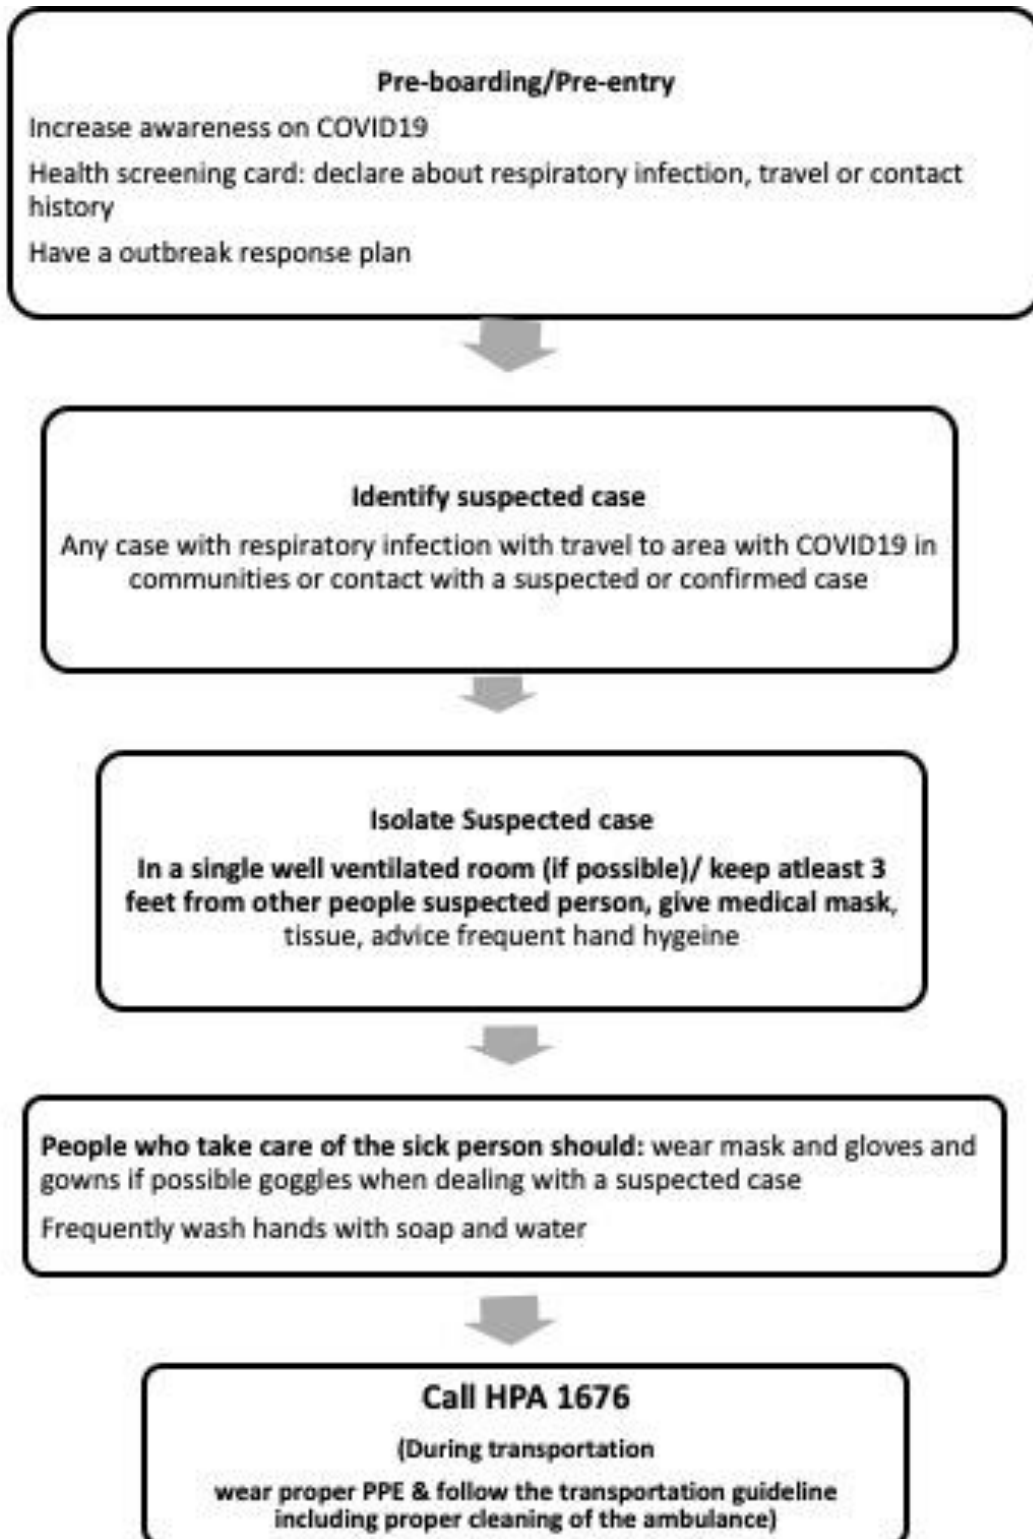 Pre-boarding/Pre-entry
Increase awareness on COVID19
Health screening card: declare about respiratory infection, travel or contact
history
Have a outbreak response plan
Identify suspected case
Any case with respiratory infection with travel to area with COVID19 in
communities or contact with a suspected or confirmed case
Isolate Suspected case
In a single well ventilated room (if possible)/ keep atleast 3
feet from other people suspected person, give medical mask,
tissue, advice frequent hand hygeine
People who take care of the sick person should: wear mask and gloves and
gowns if possible goggles when dealing with a suspected case
Frequently wash hands with soap and water
Call HPA 1676
(During transportation
wear proper PPE & follow the transportation guideline
including proper cleaning of the ambulance)